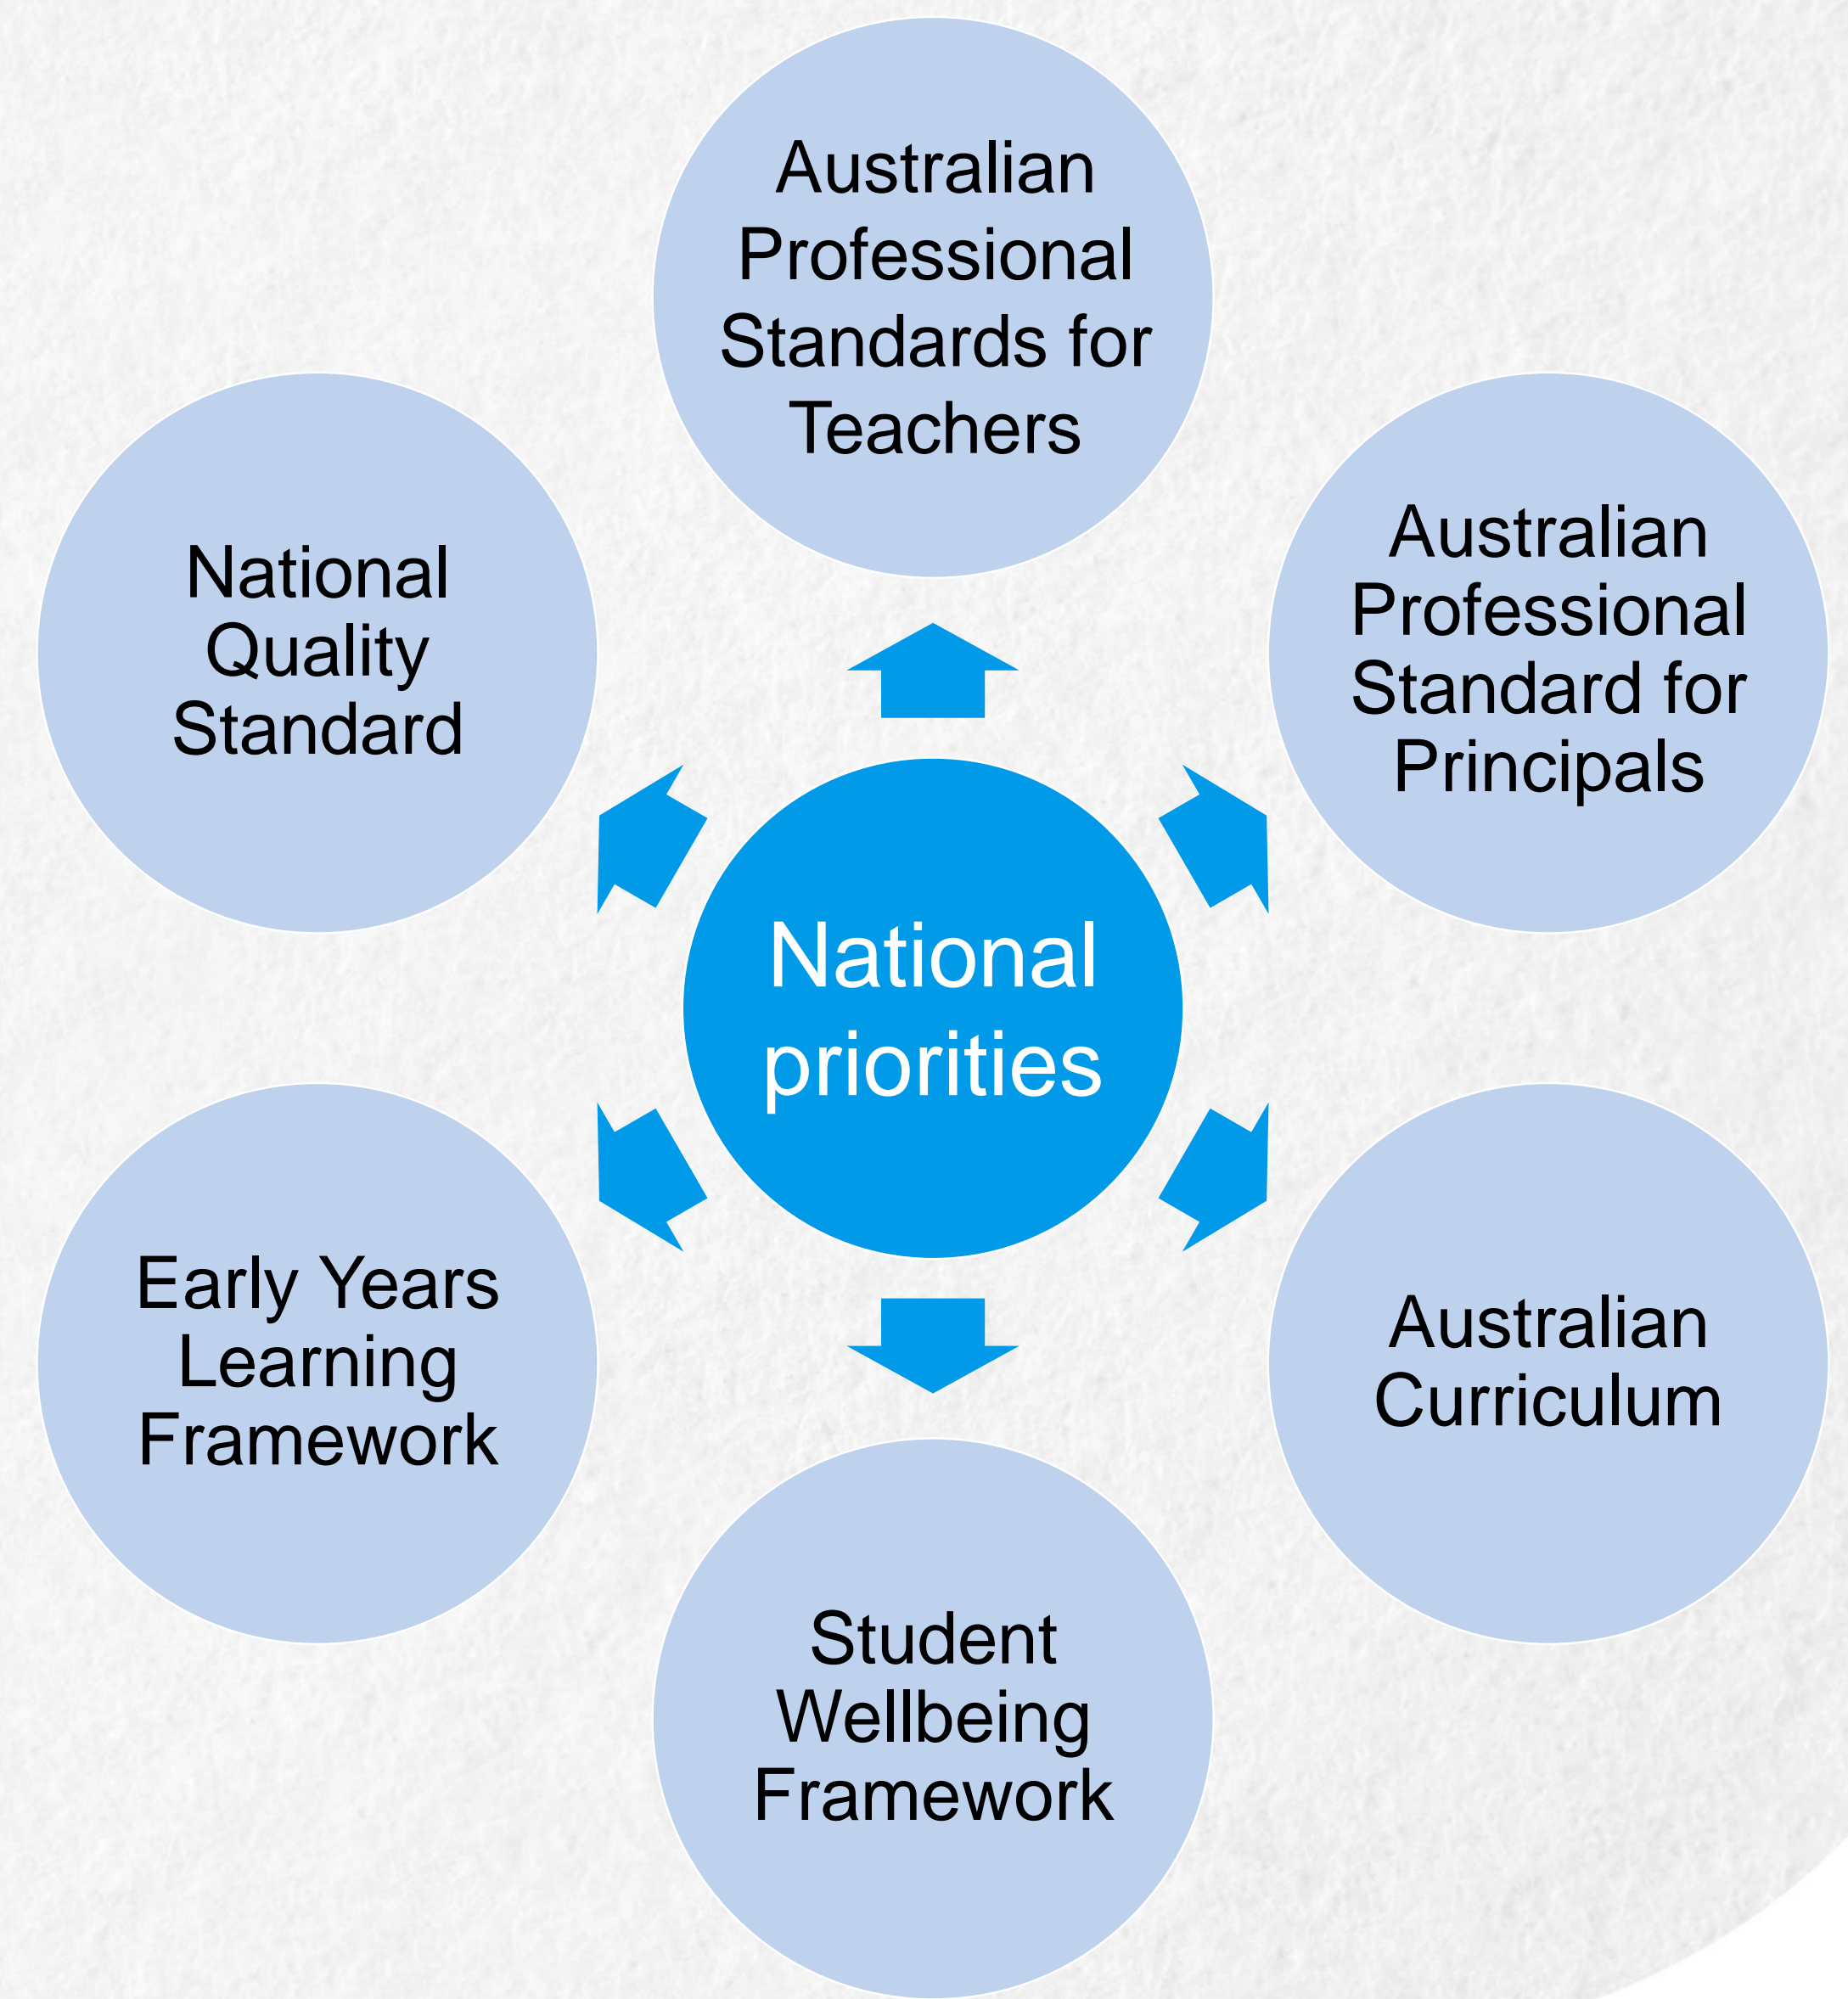 Australian
Professional
Standards for
Teachers
Australian
Professional
Standard for
Principals
Australian
Curriculum
Student
Wellbeing
Framework
Early Years
Learning
Framework
National
Quality
Standard
National
priorities